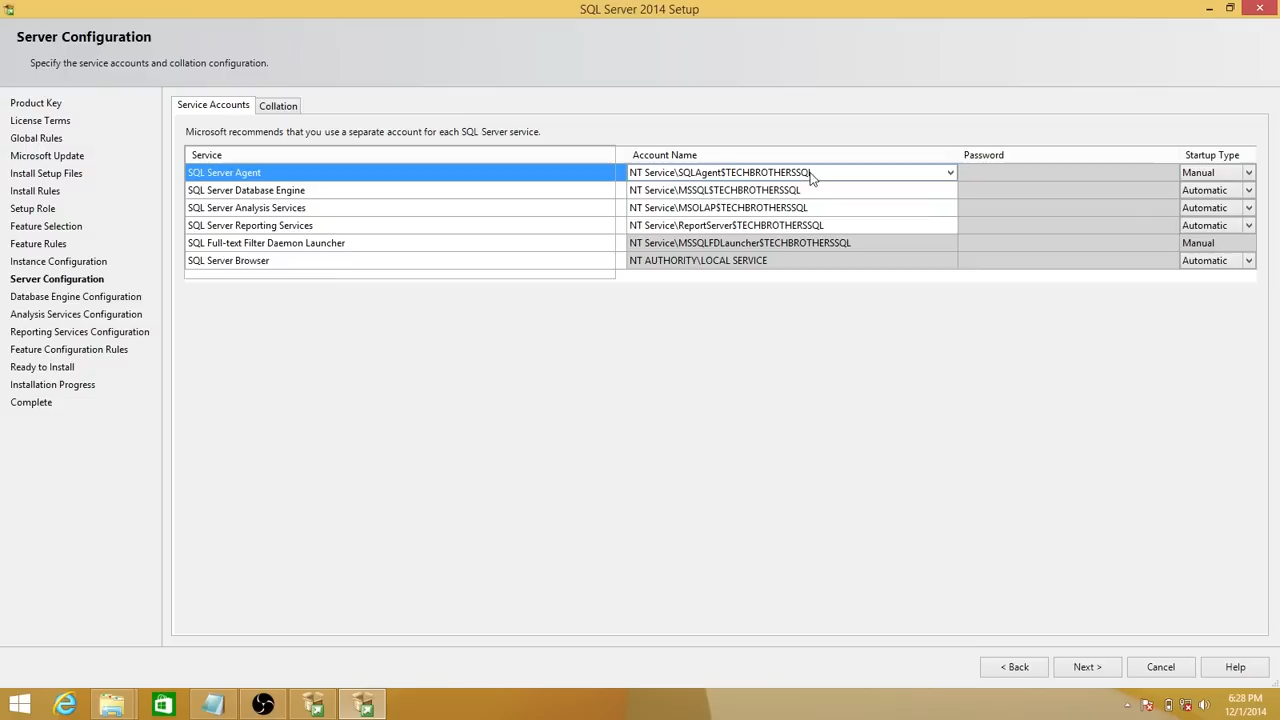 SQL Server 2014 Setup
Server Configuration
Specify the service accounts and collation configuration.
Product Key
License Terms
Global Rules
Microsoft Update
Install Setup Files
Install Rules
Setup Role
Feature Selection
Feature Rules
Instance Configuration
Server Configuration
Database Engine Configuration
Analysis Services Configuration
Reporting Services Configuration
Feature Configuration Rules
Ready to Install
Installation Progress
Complete
Service Accounts Collation
Microsoft recommends that you use a separate account for each SQL Server service.
Service Account Name Password Startup Type
SQL Server Agent NT Service\SQLAgent$TECHBROTHERSSQL Manual
SQL Server Database Engine NT Service\MSSQL$TECHBROTHERSSQL Automatic
SQL Server Analysis Services NT Service\MSOLAP$TECHBROTHERSSQL Automatic
SQL Server Reporting Services NT Service\ReportServer$TECHBROTHERSSQL Automatic
SQL Full-text Filter Daemon Launcher NT Service\MSSQLFDLauncher$TECHBROTHERSSQL Manual
SQL Server Browser NT AUTHORITY\LOCAL SERVICE Automatic
< Back Next > Cancel Help
6:28 PM
12/1/2014